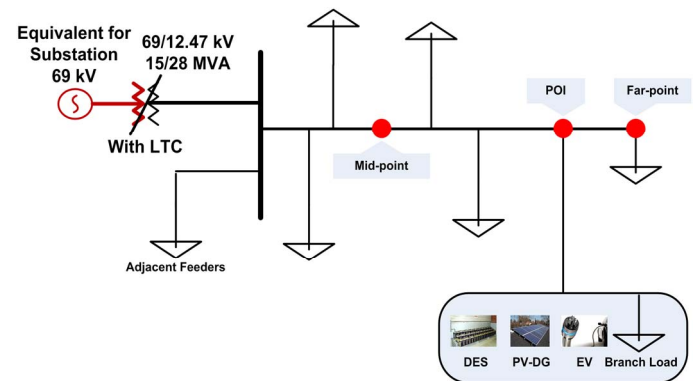 Equivalent for
Substation
69 kV
69/12.47 kV
15/28 MVA
With LTC
POI
Far-point
Mid-point
Adjacent Feeders
DES PV-DG EV Branch Load